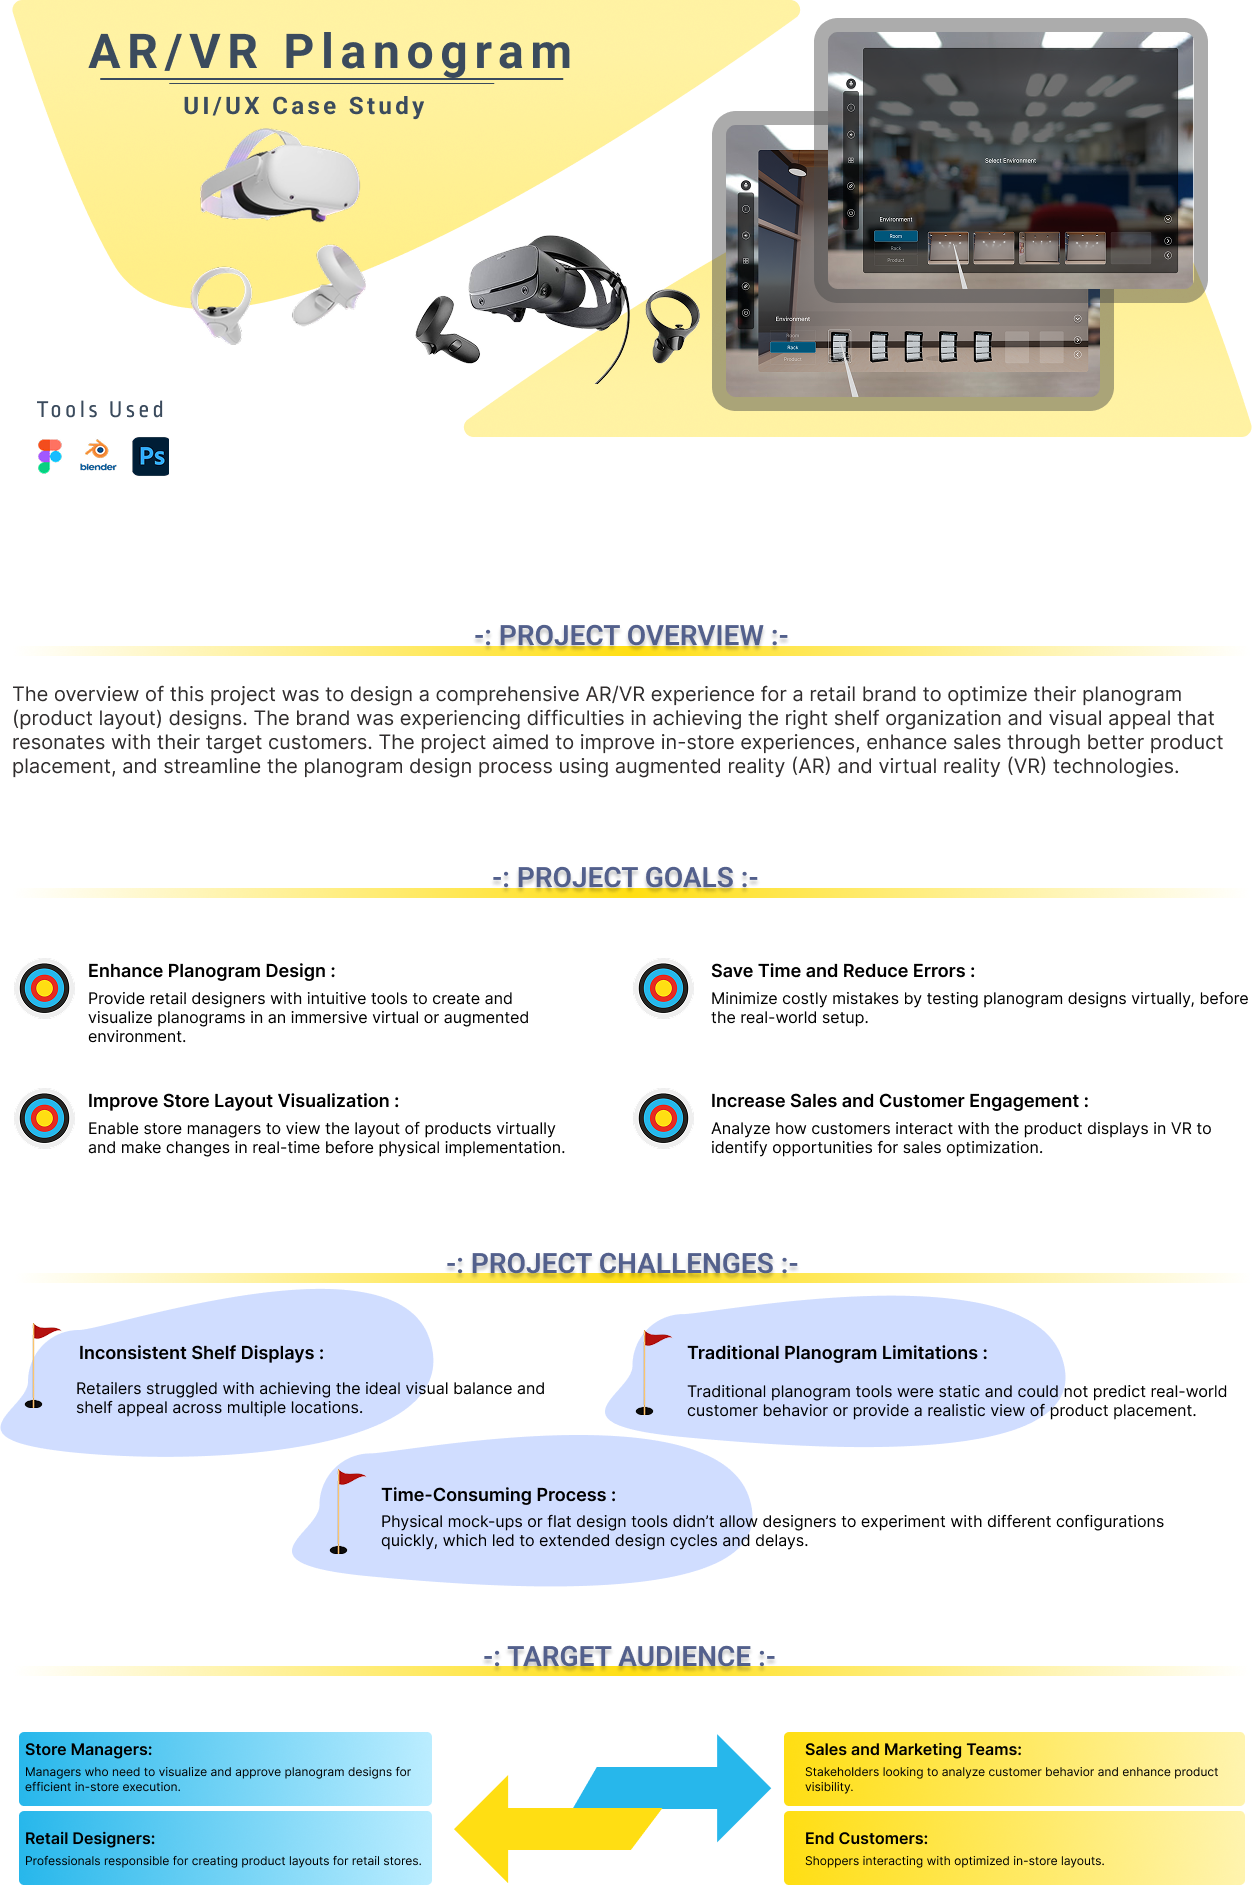 AR/VR Planogram
UI/UX Case Study
Select Environment
Environment
Room
Rack
Product
Environment
Room
Rack
Product
Tools Used
blender
Ps
-: PROJECT OVERVIEW :-
The overview of this project was to design a comprehensive AR/VR experience for a retail brand to optimize their planogram
(product layout) designs. The brand was experiencing difficulties in achieving the right shelf organization and visual appeal that
resonates with their target customers. The project aimed to improve in-store experiences, enhance sales through better product
placement, and streamline the planogram design process using augmented reality (AR) and virtual reality (VR) technologies.
-: PROJECT GOALS :-
Enhance Planogram Design :
Provide retail designers with intuitive tools to create and
visualize planograms in an immersive virtual or augmented
environment.
Save Time and Reduce Errors :
Minimize costly mistakes by testing planogram designs virtually, before
the real-world setup.
Improve Store Layout Visualization :
Enable store managers to view the layout of products virtually
and make changes in real-time before physical implementation.
Increase Sales and Customer Engagement :
Analyze how customers interact with the product displays in VR to
identify opportunities for sales optimization.
-: PROJECT CHALLENGES :-
Inconsistent Shelf Displays :
Retailers struggled with achieving the ideal visual balance and
shelf appeal across multiple locations.
Traditional Planogram Limitations :
Traditional planogram tools were static and could not predict real-world
customer behavior or provide a realistic view of product placement.
Time-Consuming Process :
Physical mock-ups or flat design tools didn’t allow designers to experiment with different configurations
quickly, which led to extended design cycles and delays.
-: TARGET AUDIENCE :-
Store Managers:
Managers who need to visualize and approve planogram designs for
efficient in-store execution.
Retail Designers:
Professionals responsible for creating product layouts for retail stores.
Sales and Marketing Teams:
Stakeholders looking to analyze customer behavior and enhance product
visibility.
End Customers:
Shoppers interacting with optimized in-store layouts.